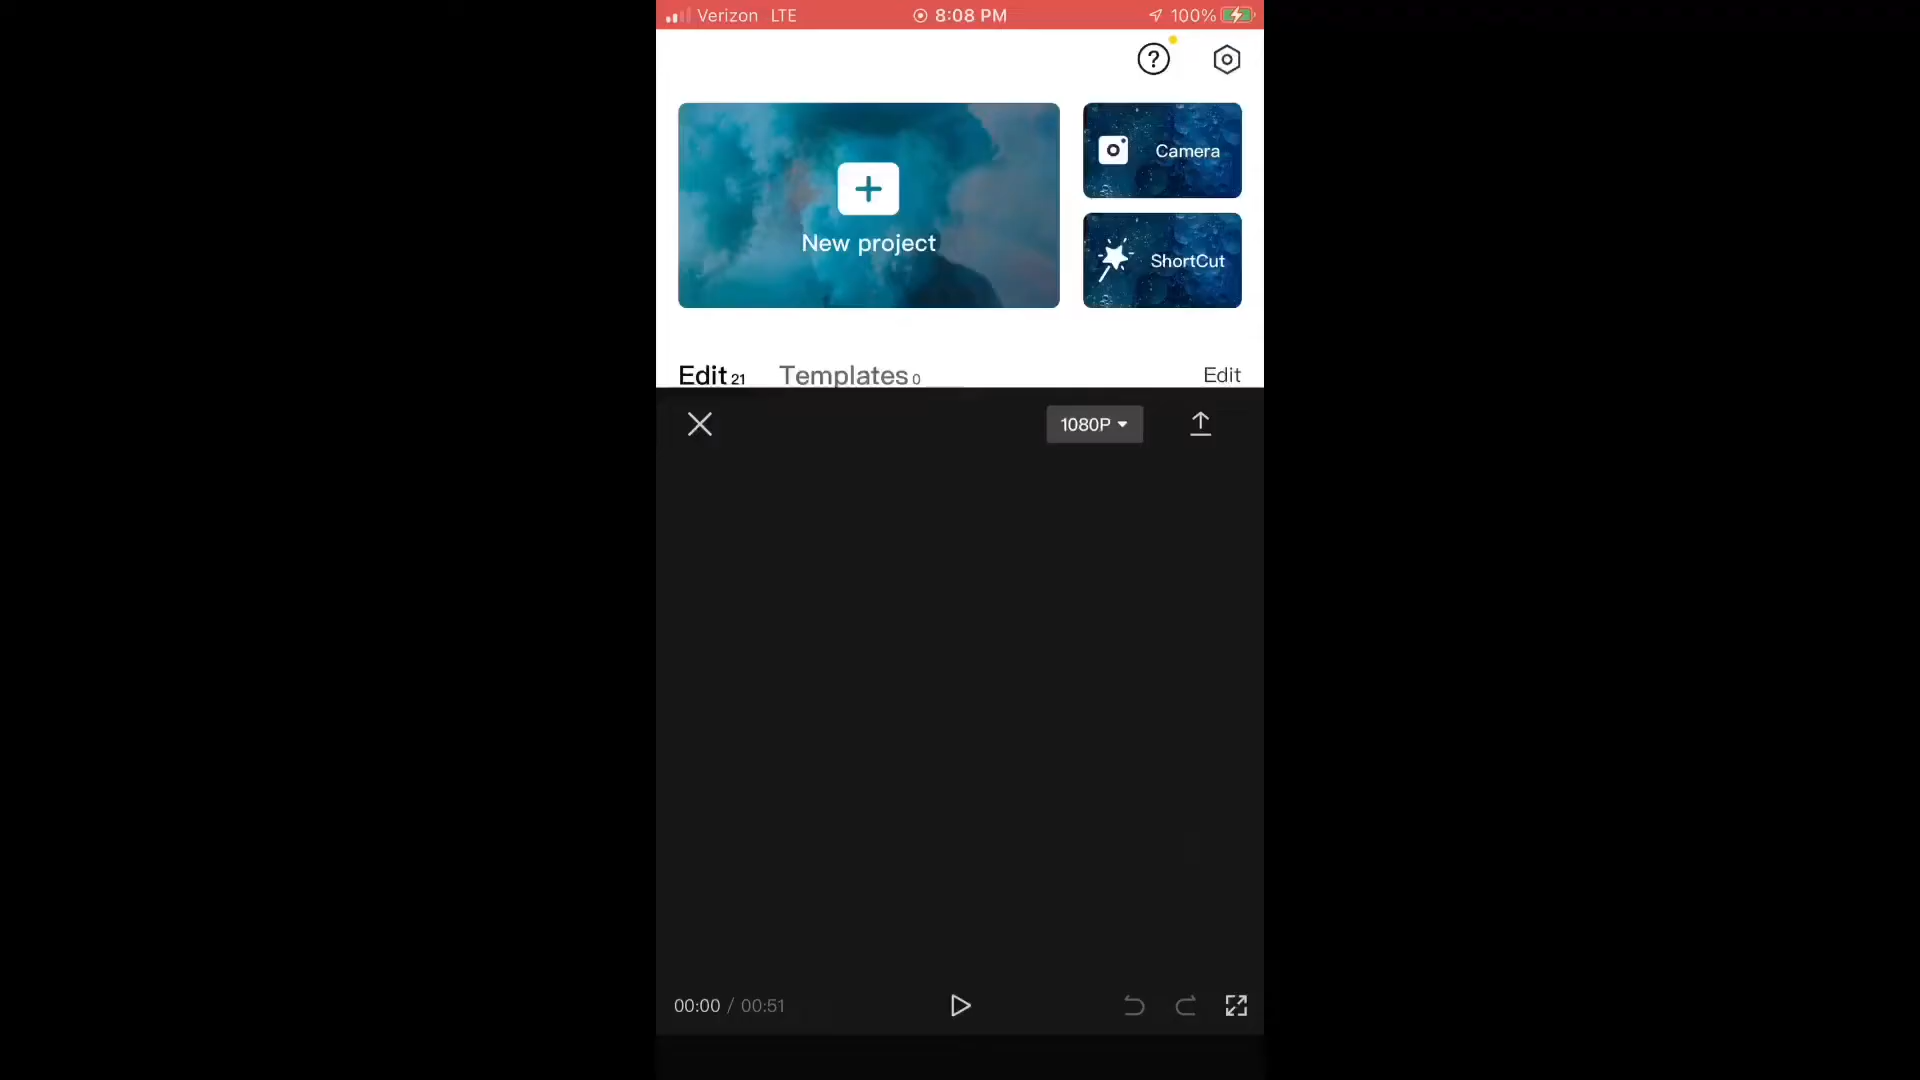 Verizon LTE 8:08 PM 100%
?
New project
Camera
ShortCut
Edit 21 Templates 0 Edit
1080P
00:00 / 00:51